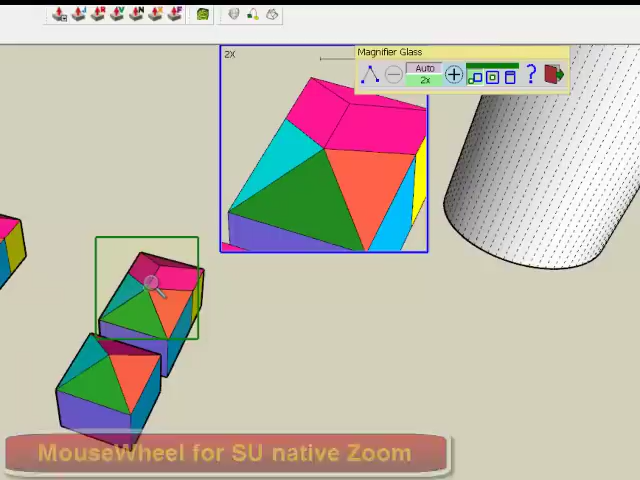 Magnifier Glass
2X
Auto
2x
?
MouseWheel for SU native Zoom